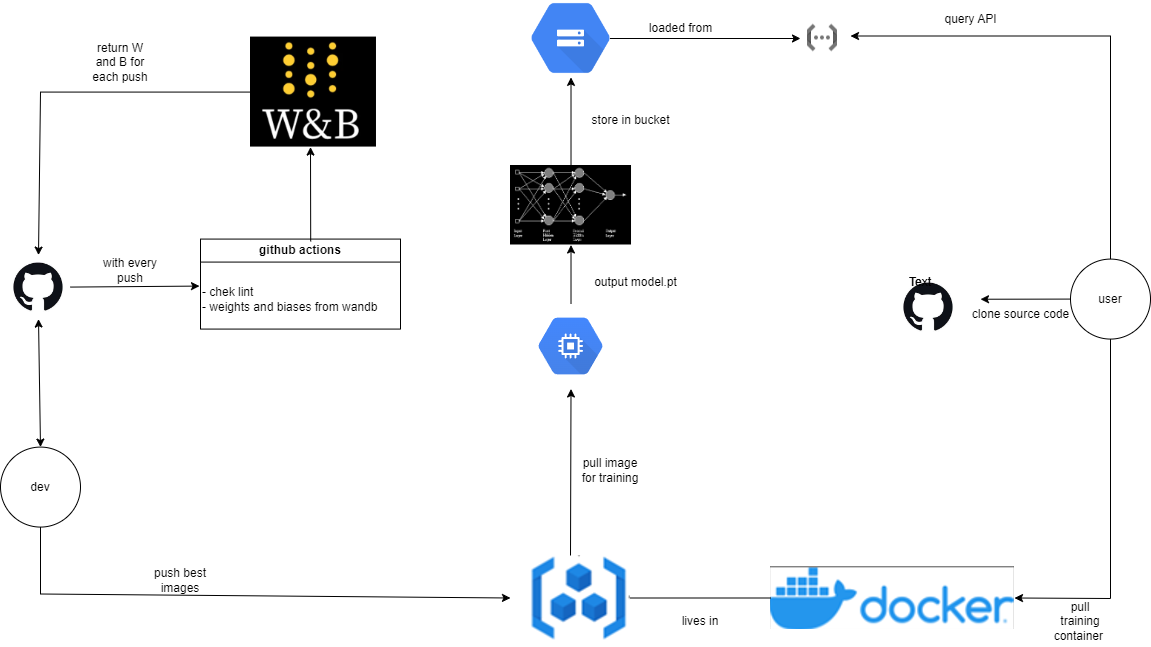 return W
and B for
each push
W&B
loaded from
query API
store in bucket
github actions
- chek lint
- weights and biases from wandb
with every
push
output model.pt
Text
clone source code
user
dev
pull image
for training
push best
images
lives in
docker
pull
training
container